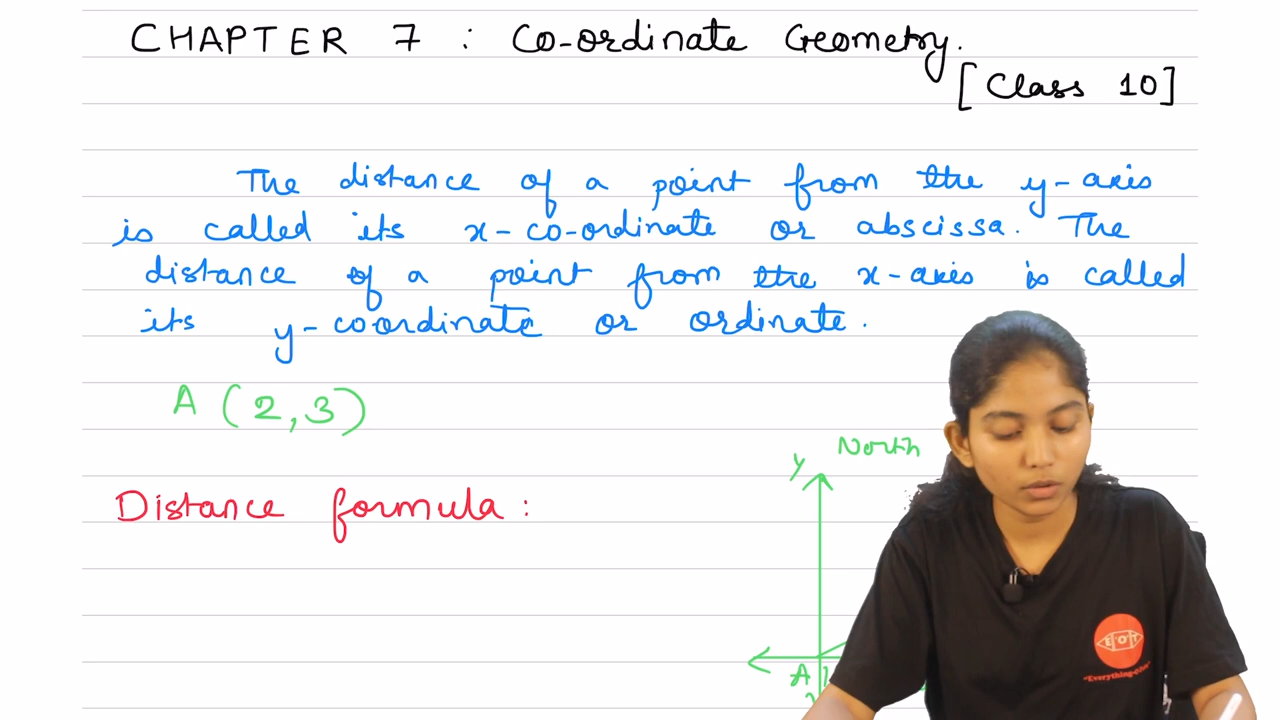 CHAPTER 7 : Co-ordinate Geometry.
[Class 10]
The distance of a point from the y-axis
is called its x-co-ordinate or abscissa. The
distance of a point from the x-axis is called
its y-coordinate or ordinate.
A (2,3)
North
y
Distance formula:
A
EOT